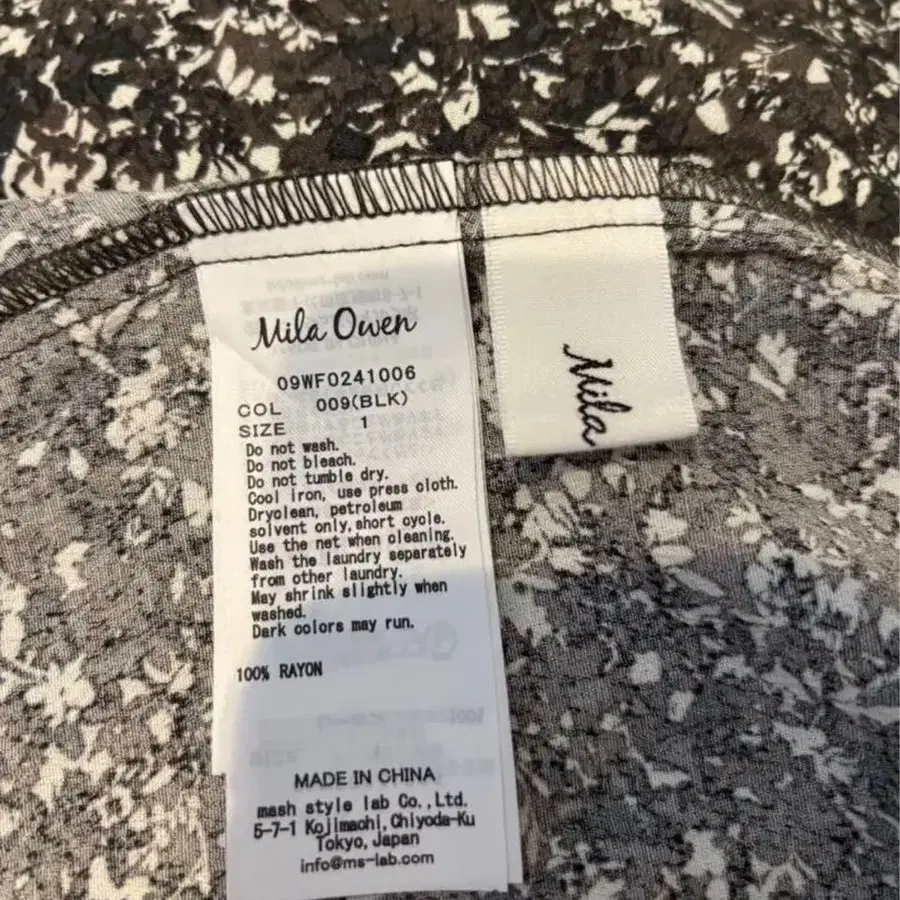 Mila Owen
09WF0241006
COL 009(BLK)
SIZE 1
Do not wash.
Do not bleach.
Do not tumble dry.
Cool iron, use press cloth.
Dryclean, petroleum
solvent only,short cycle.
Use the net when cleaning.
Wash the laundry separately
from other laundry.
May shrink slightly when
washed.
Dark colors may run.
100% RAYON
MADE IN CHINA
mash style lab Co.,Ltd.
5-7-1 Kojimachi,Chiyoda-Ku
Tokyo,Japan
info@ms-lab.com
Mila